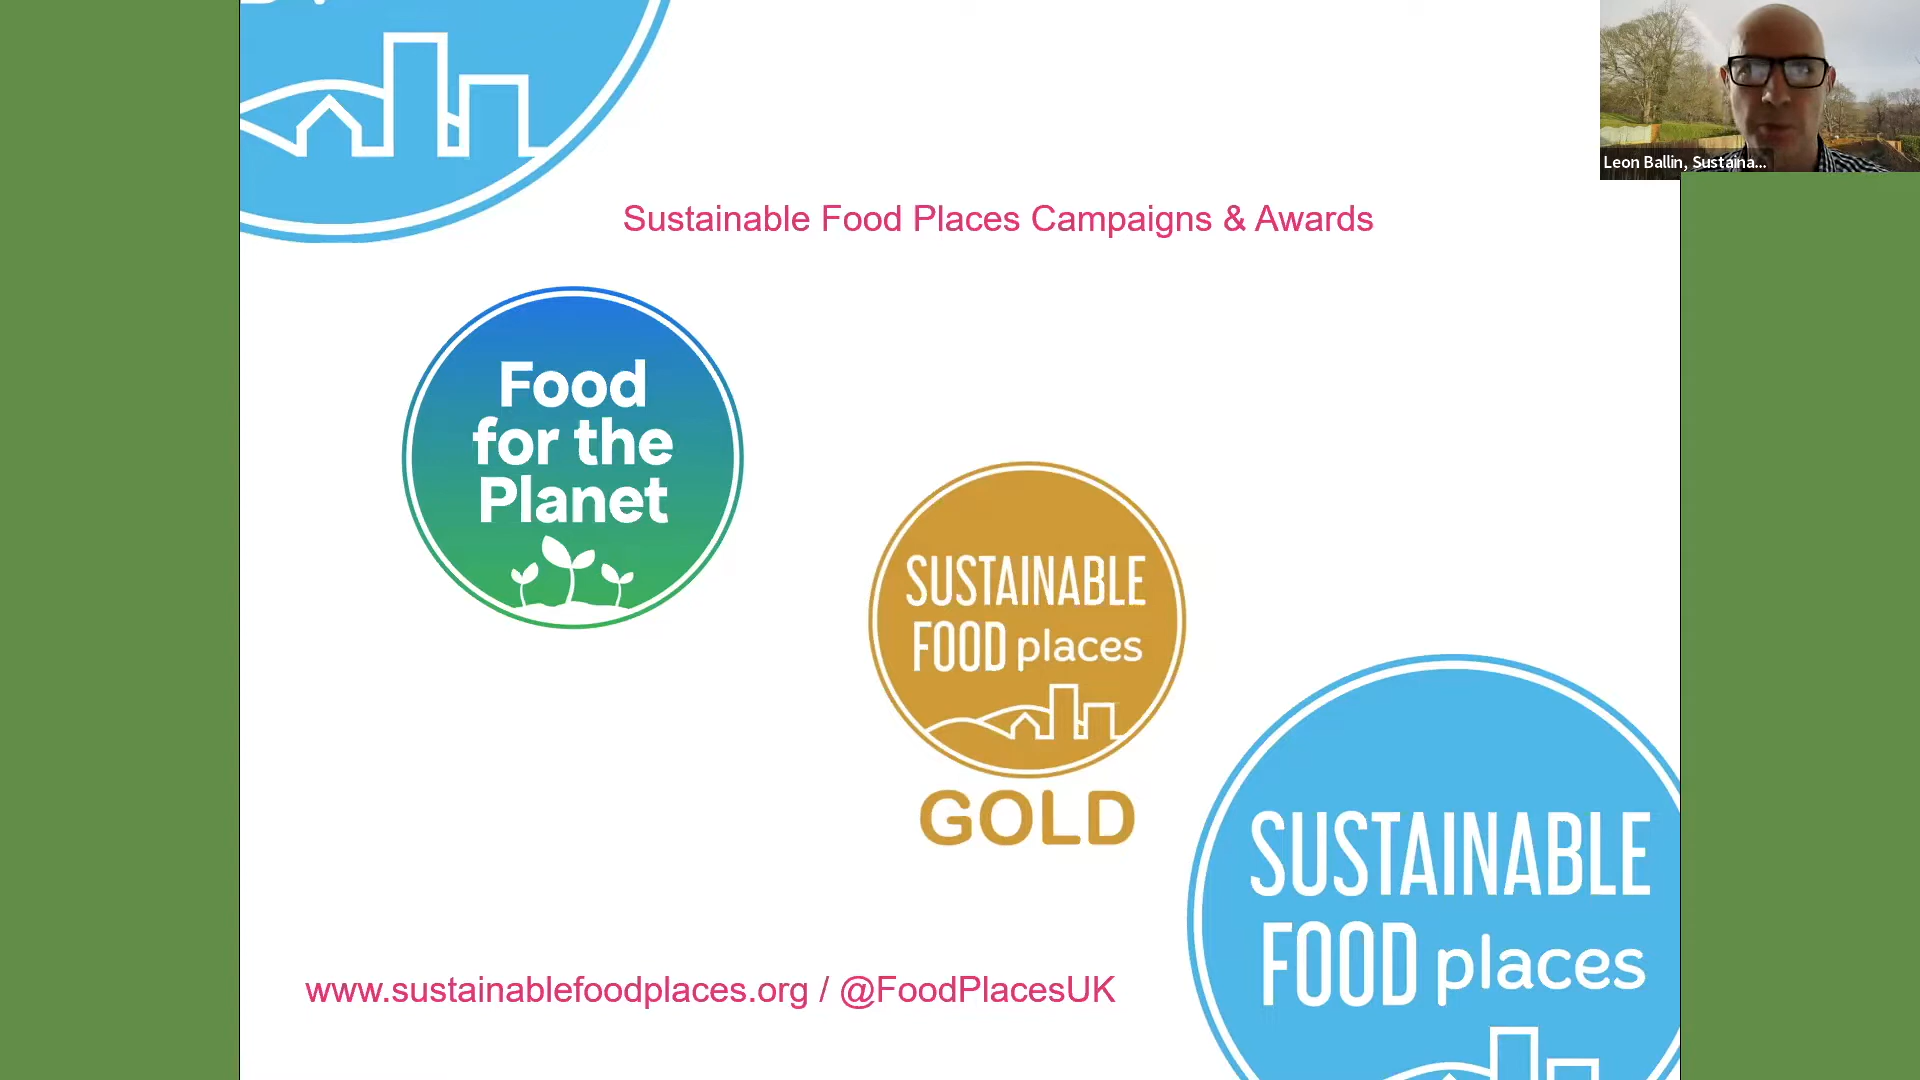 Leon Ballin, Sustaina...
Sustainable Food Places Campaigns & Awards
Food
for the
Planet
SUSTAINABLE
FOOD places
GOLD
SUSTAINABLE
FOOD places
www.sustainablefoodplaces.org / @FoodPlacesUK